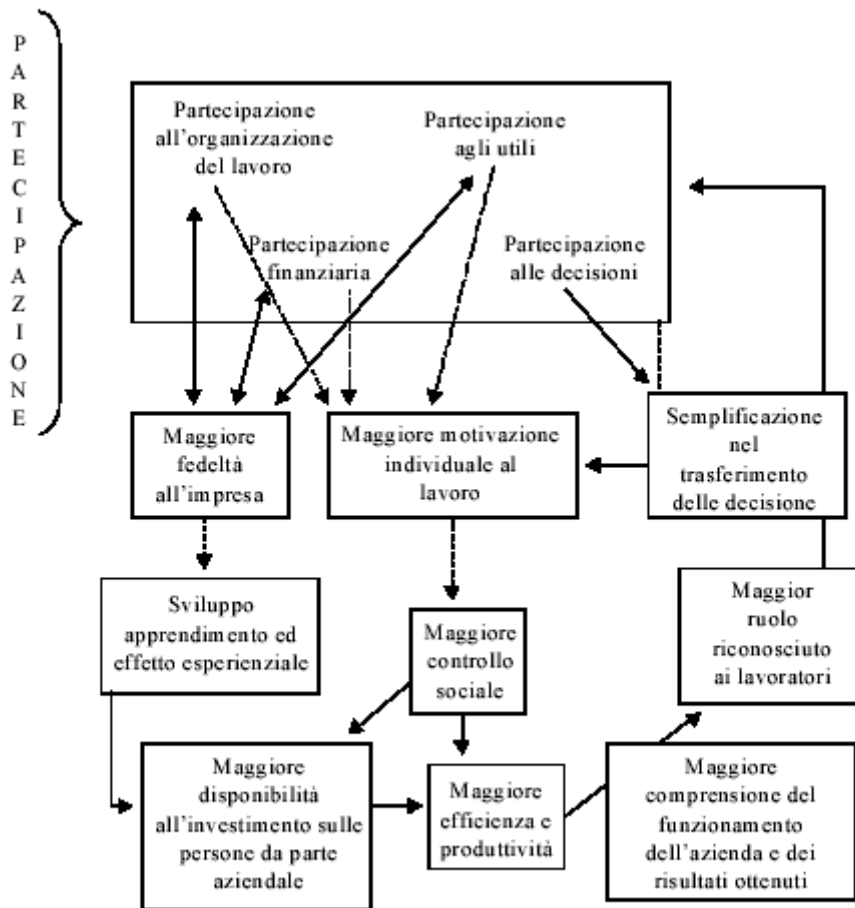 PARTECIPAZIONE
Partecipazione
all'organizzazione
del lavoro
Partecipazione
agli utili
Partecipazione
finanziaria
Partecipazione
alle decisioni
Maggiore
fedeltà
all'impresa
Maggiore motivazione
individuale al
lavoro
Semplificazione
nel
trasferimento
delle decisione
Sviluppo
apprendimento ed
effetto esperienziale
Maggiore
controllo
sociale
Maggior
ruolo
riconosciuto
ai lavoratori
Maggiore
disponibilità
all'investimento sulle
persone da parte
aziendale
Maggiore
efficienza e
produttività
Maggiore
comprensione del
funzionamento
dell'azienda e dei
risultati ottenuti